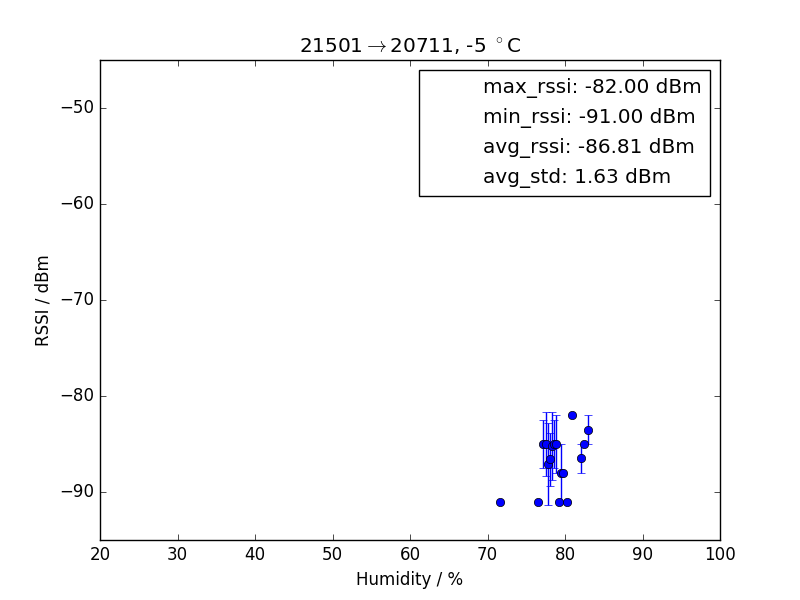 21501→20711, -5 °C
max_rssi: -82.00 dBm
min_rssi: -91.00 dBm
avg_rssi: -86.81 dBm
avg_std: 1.63 dBm
RSSI / dBm
−50
−60
−70
−80
−90
20 30 40 50 60 70 80 90 100
Humidity / %